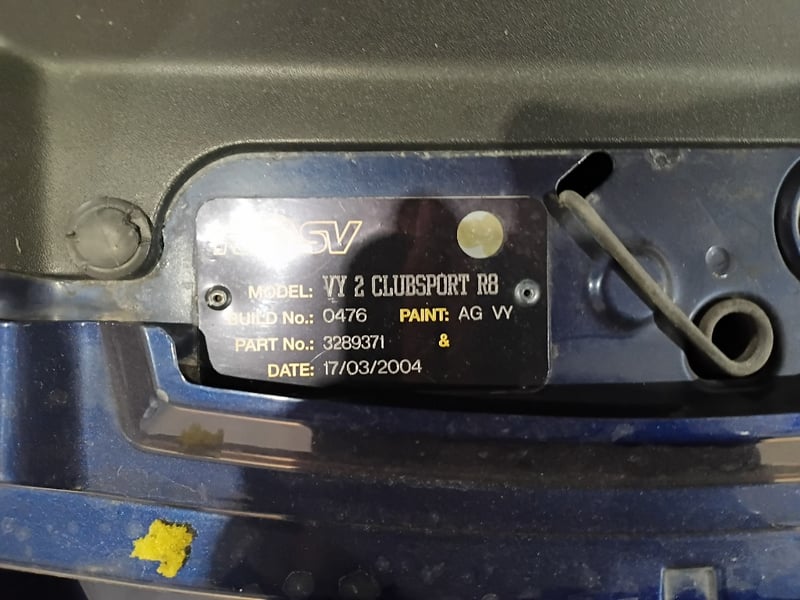 HSV
MODEL: VY 2 CLUBSPORT R8
BUILD No.: 0476 PAINT: AG VY
PART No.: 3289371 &
DATE: 17/03/2004